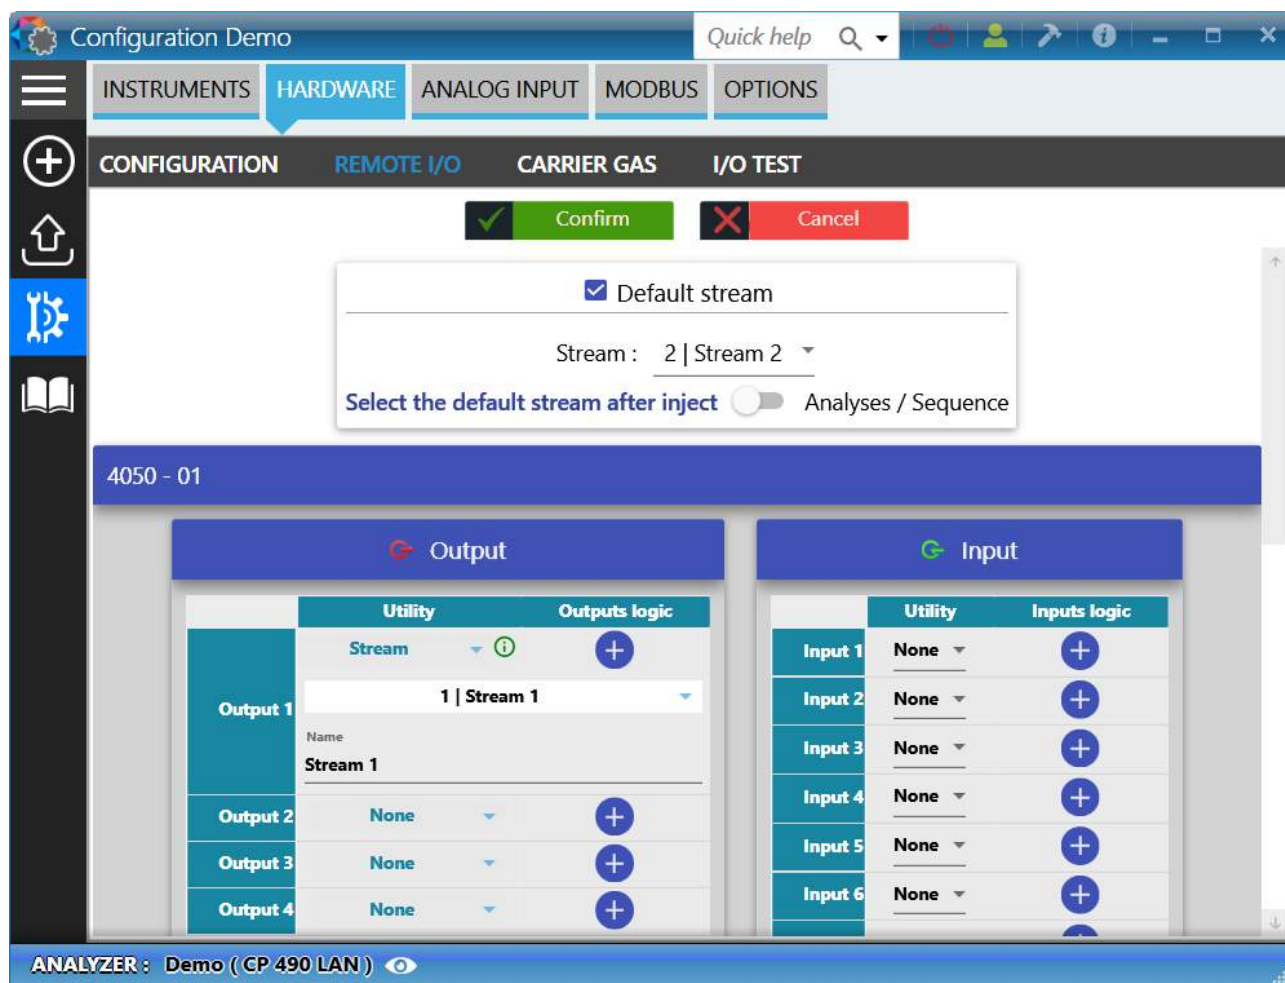 Configuration Demo
Quick help
INSTRUMENTS HARDWARE ANALOG INPUT MODBUS OPTIONS
CONFIGURATION REMOTE I/O CARRIER GAS I/O TEST
Confirm Cancel
Default stream
Stream : 2 | Stream 2
Select the default stream after inject Analyses / Sequence
4050 - 01
Output
Utility Outputs logic
Output 1 Stream
1 | Stream 1
Name
Stream 1
Output 2 None
Output 3 None
Output 4 None
Input
Utility Inputs logic
Input 1 None
Input 2 None
Input 3 None
Input 4 None
Input 5 None
Input 6 None
ANALYZER : Demo ( CP 490 LAN )